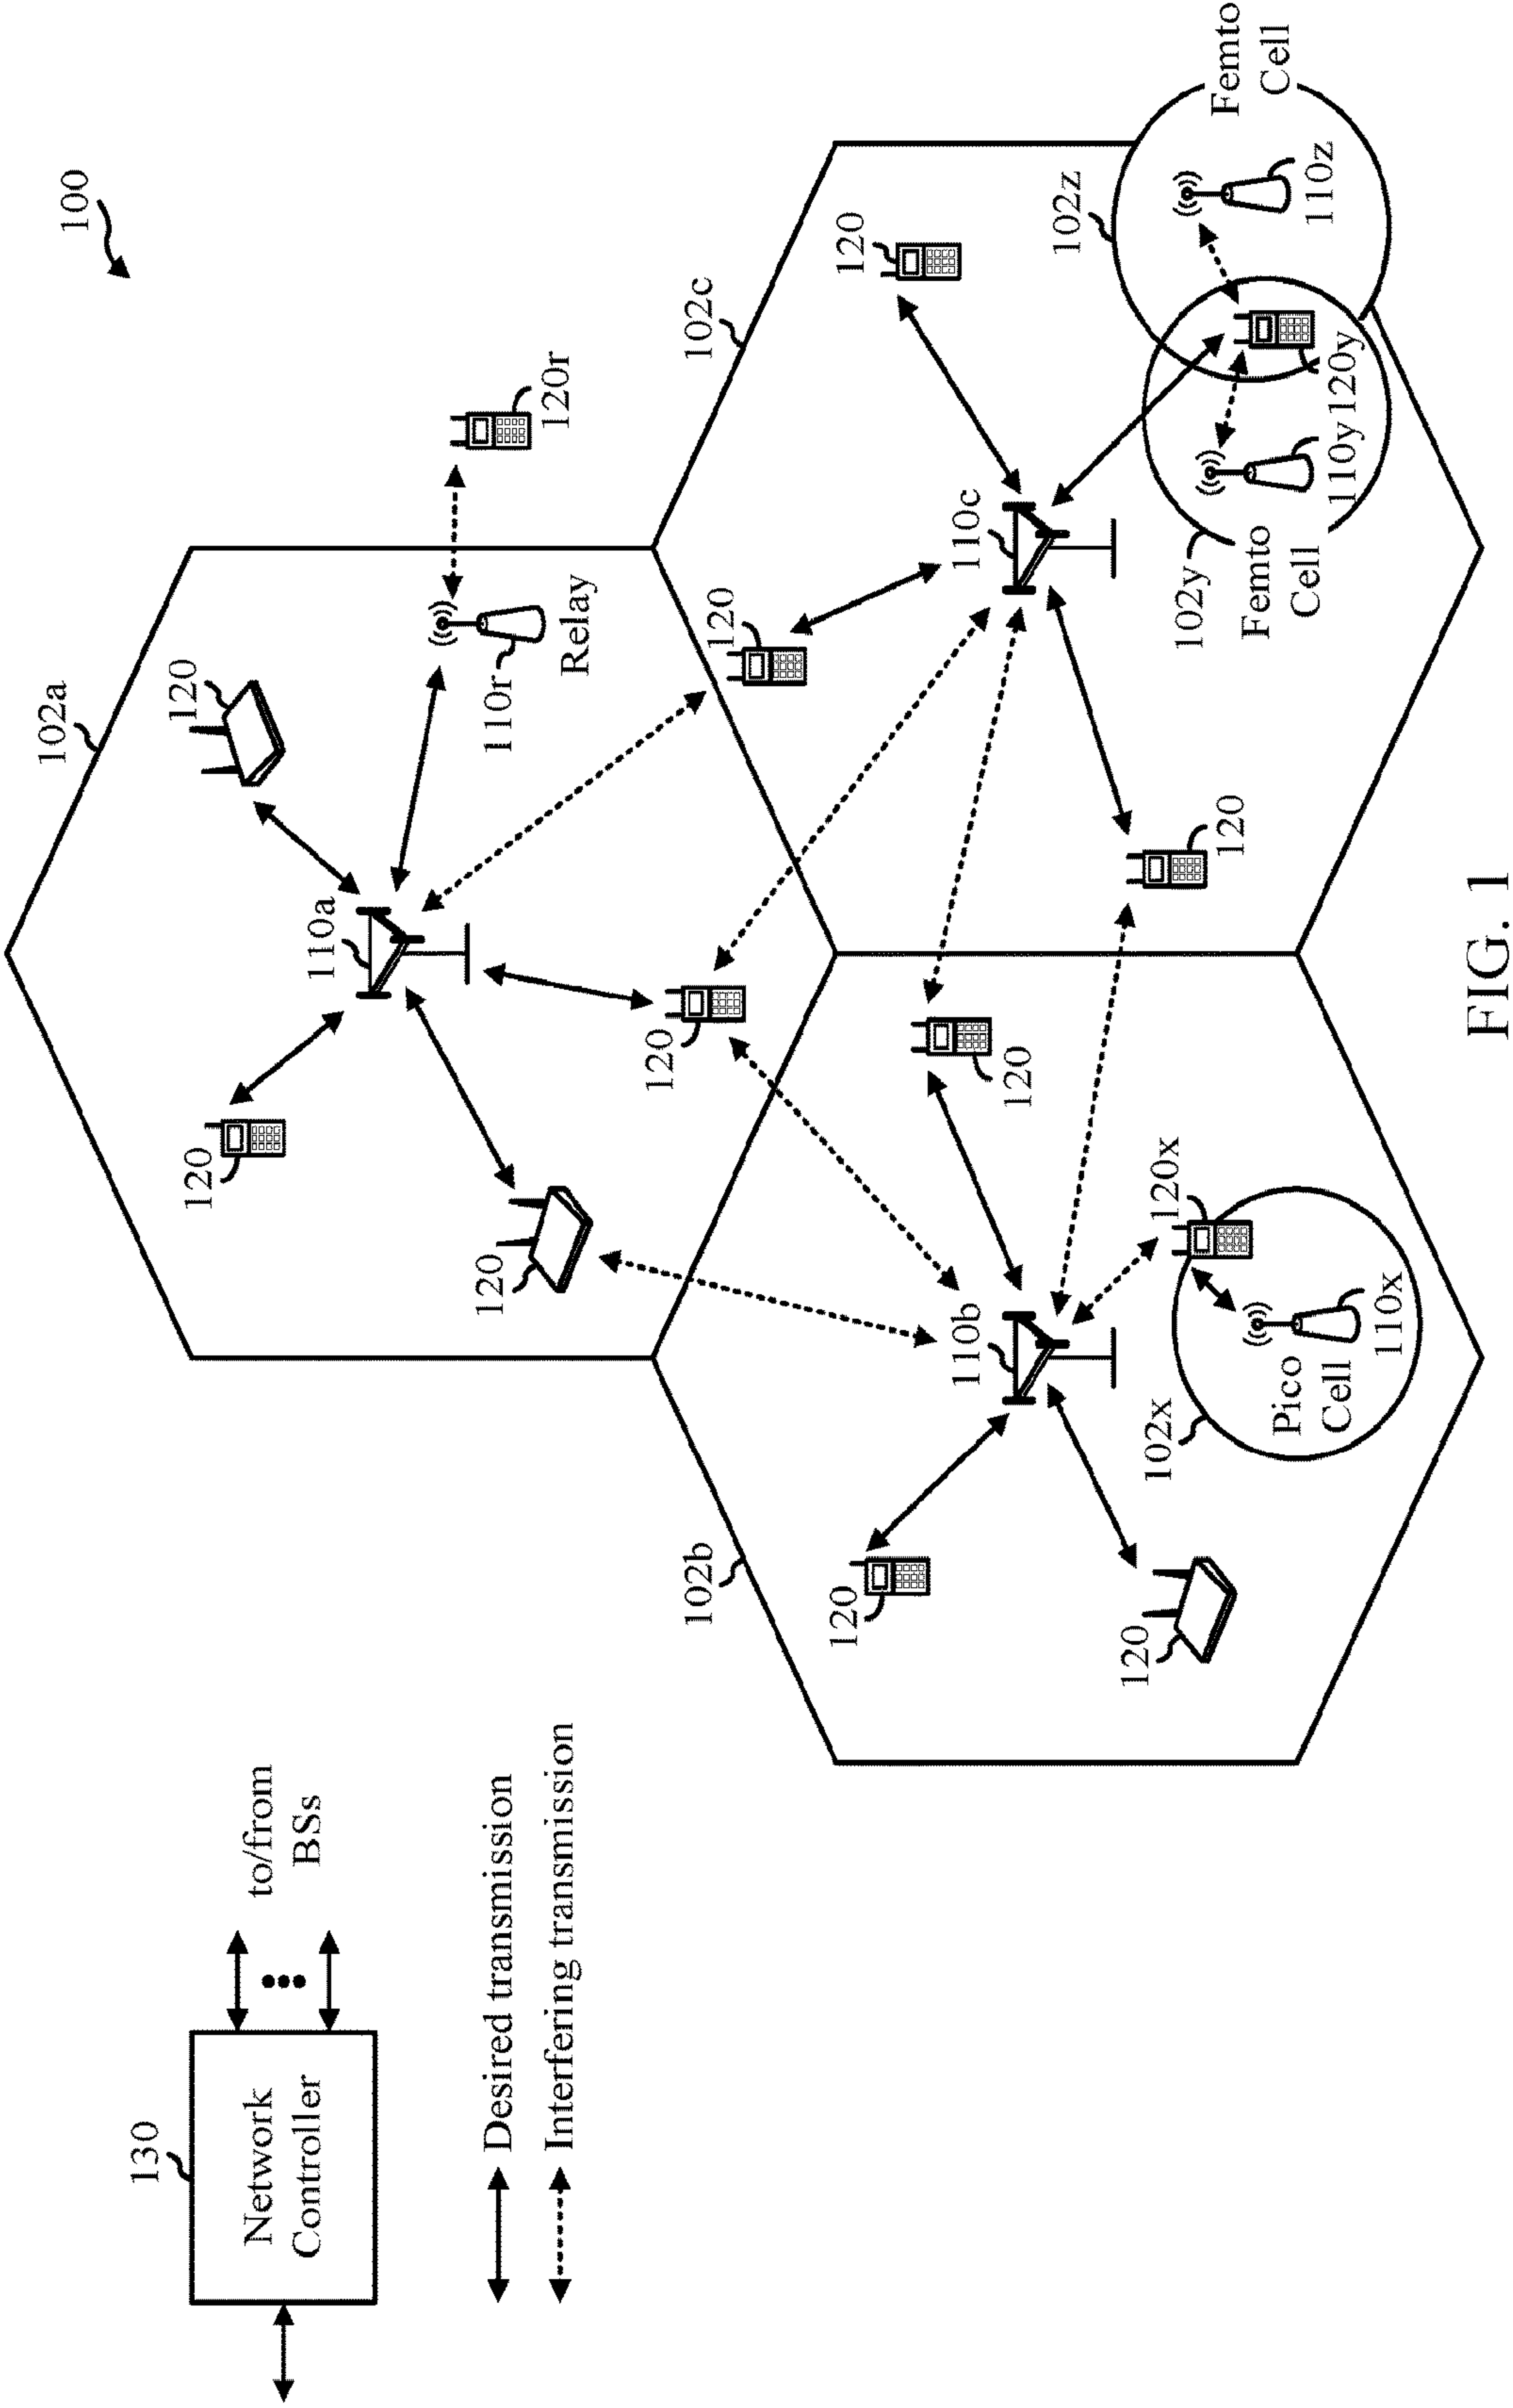 100
130
Network
Controller
to/from
BSs
Desired transmission
Interfering transmission
102a
120
120
110a
120
120
110r
Relay
120r
102b
120
120
110b
120
120
120x
102x
Pico
Cell
110x
102c
120
120
110c
120
102y
Femto
Cell
110y
120y
102z
Femto
Cell
110z
FIG. 1